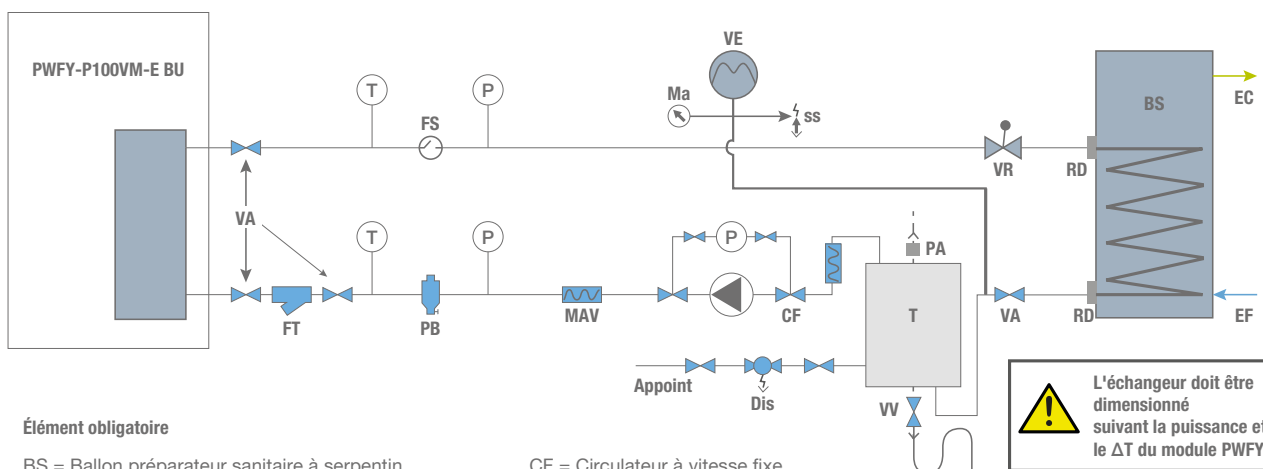 PWFY-P100VM-E BU
VE
Ma
ss
T
P
FS
BS
EC
VR
RD
VA
T
P
P
PA
T
FT
PB
MAV
CF
VA
RD
EF
Appoint
Dis
VV
L'échangeur doit être
dimensionné
suivant la puissance et
le ΔT du module PWFY
Élément obligatoire
BS = Ballon préparateur sanitaire à serpentin
CF = Circulateur à vitesse fixe